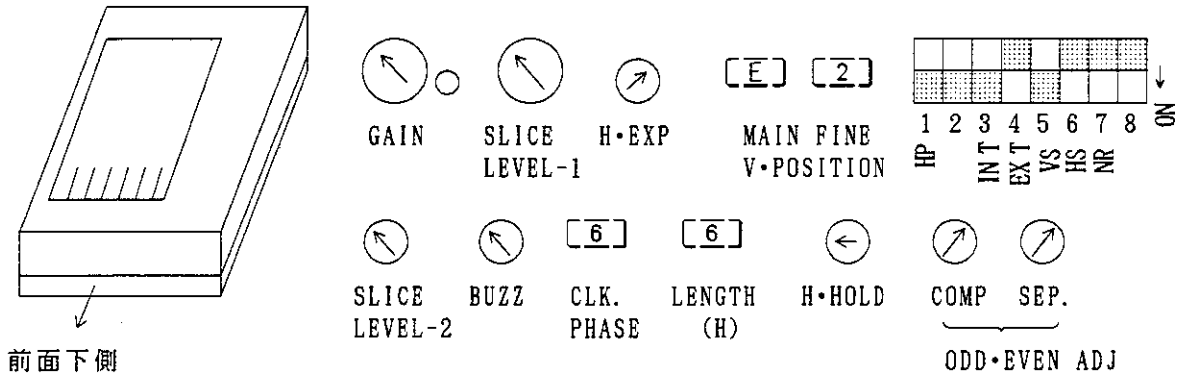 E 2
GAIN SLICE LEVEL-1 H•EXP MAIN FINE V•POSITION
1 2 3 4 5 6 7 8
ON
HP INT EXT VS HS NR
6 6
SLICE LEVEL-2 BUZZ CLK. PHASE LENGTH (H) H•HOLD COMP SEP.
ODD•EVEN ADJ
前面下側